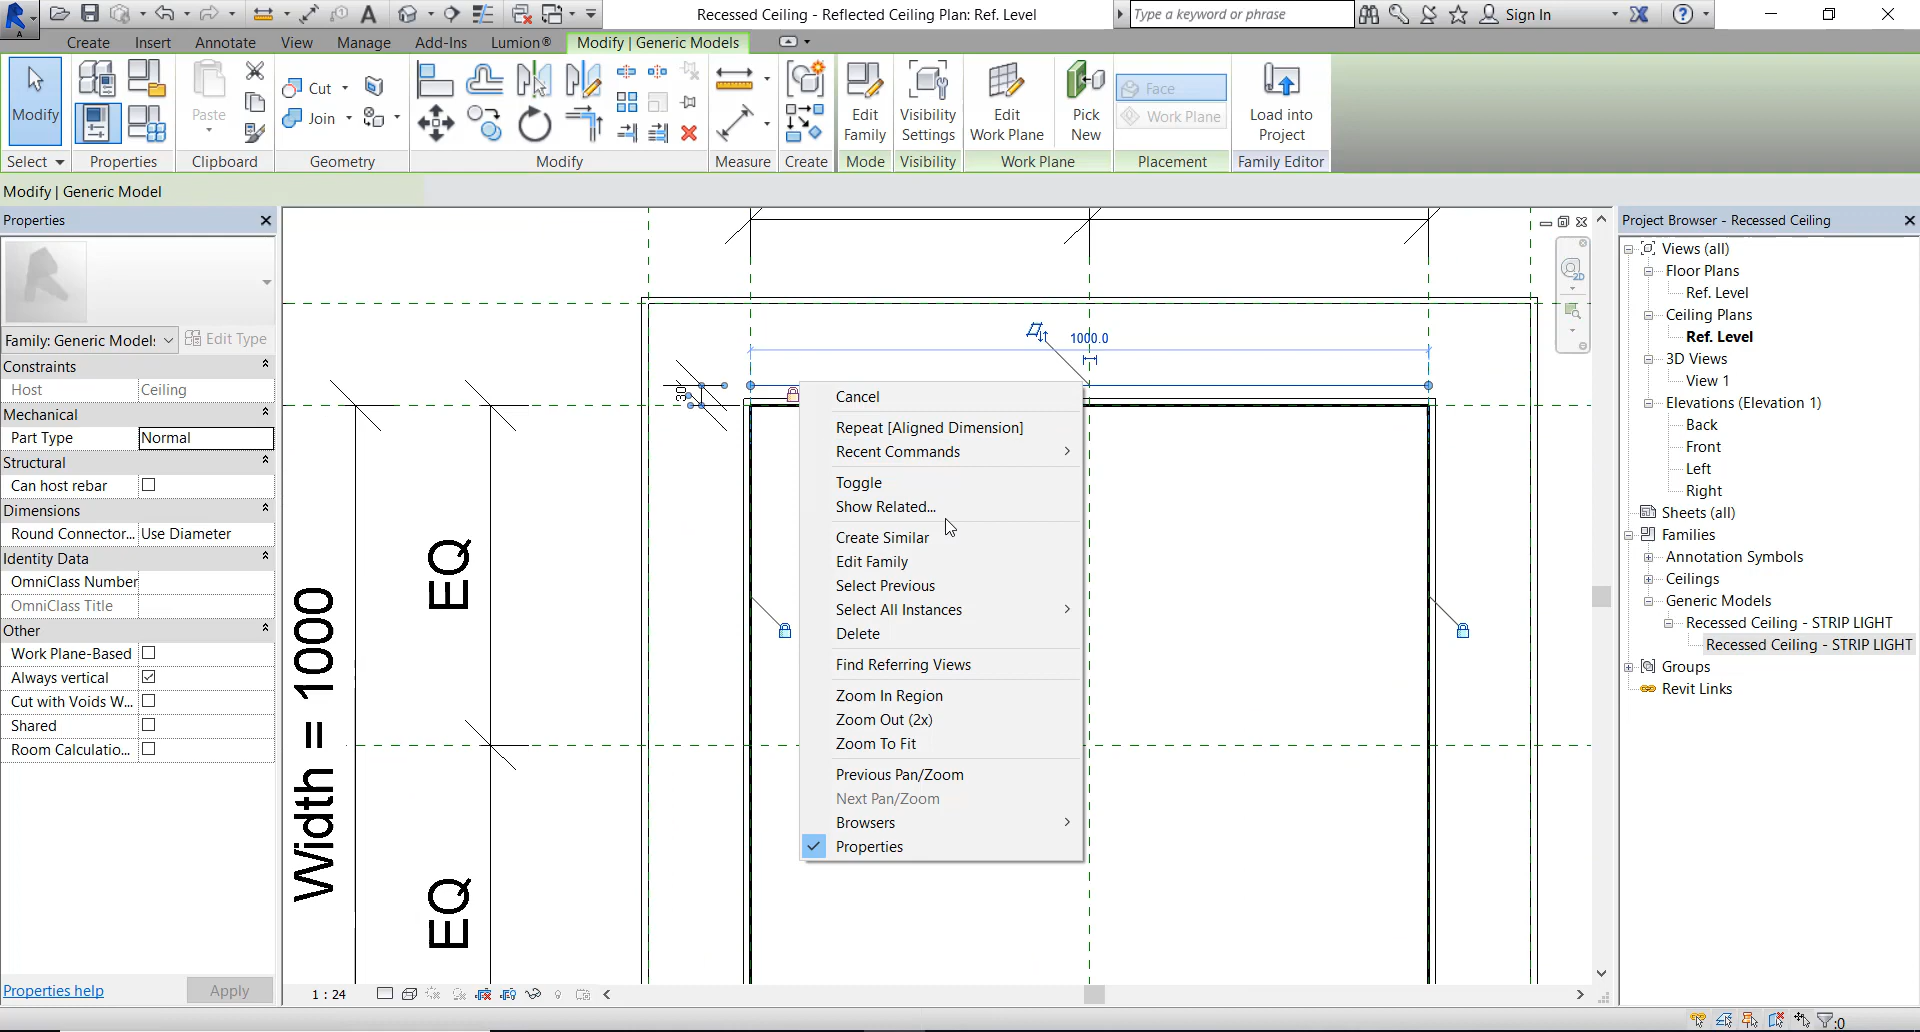 Recessed Ceiling - Reflected Ceiling Plan: Ref. Level
Type a keyword or phrase
Sign In
Create
Insert
Annotate
View
Manage
Add-Ins
Lumion®
Modify | Generic Models
Modify
Paste
Cut
Join
Edit
Family
Visibility
Settings
Edit
Work Plane
Pick
New
Face
Work Plane
Load into
Project
Select
Properties
Clipboard
Geometry
Modify
Measure
Create
Mode
Visibility
Work Plane
Placement
Family Editor
Modify | Generic Model
Properties
Family: Generic Models
Edit Type
Constraints
Host
Ceiling
Mechanical
Part Type
Normal
Structural
Can host rebar
Dimensions
Round Connector...
Use Diameter
Identity Data
OmniClass Number
OmniClass Title
Other
Work Plane-Based
Always vertical
Cut with Voids W...
Shared
Room Calculatio...
Properties help
Apply
1000.0
30
EQ
Width = 1000
EQ
Cancel
Repeat [Aligned Dimension]
Recent Commands
Toggle
Show Related...
Create Similar
Edit Family
Select Previous
Select All Instances
Delete
Find Referring Views
Zoom In Region
Zoom Out (2x)
Zoom To Fit
Previous Pan/Zoom
Next Pan/Zoom
Browsers
Properties
1 : 24
2D
Project Browser - Recessed Ceiling
Views (all)
Floor Plans
Ref. Level
Ceiling Plans
Ref. Level
3D Views
View 1
Elevations (Elevation 1)
Back
Front
Left
Right
Sheets (all)
Families
Annotation Symbols
Ceilings
Generic Models
Recessed Ceiling - STRIP LIGHT
Recessed Ceiling - STRIP LIGHT
Groups
Revit Links
:0